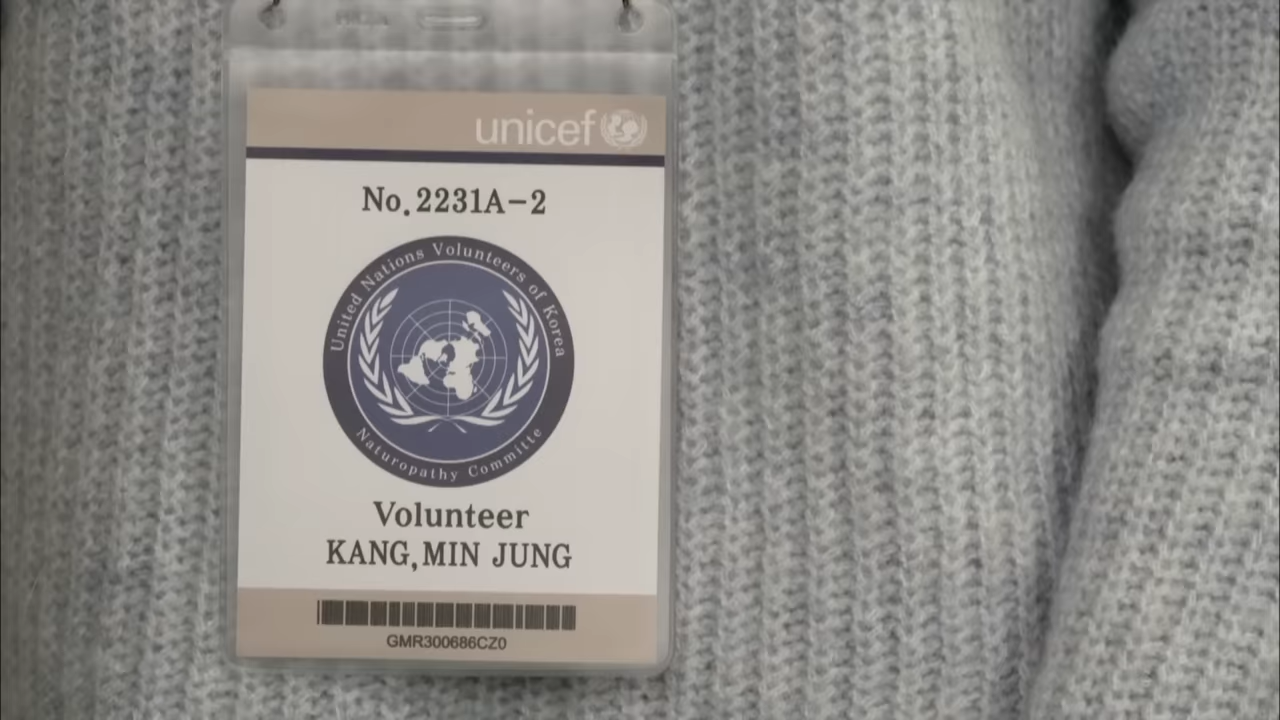 unicef
No. 2231A-2
United Nations Volunteers of Korea
Naturopathy Committe
Volunteer
KANG, MIN JUNG
GMR300686CZ0